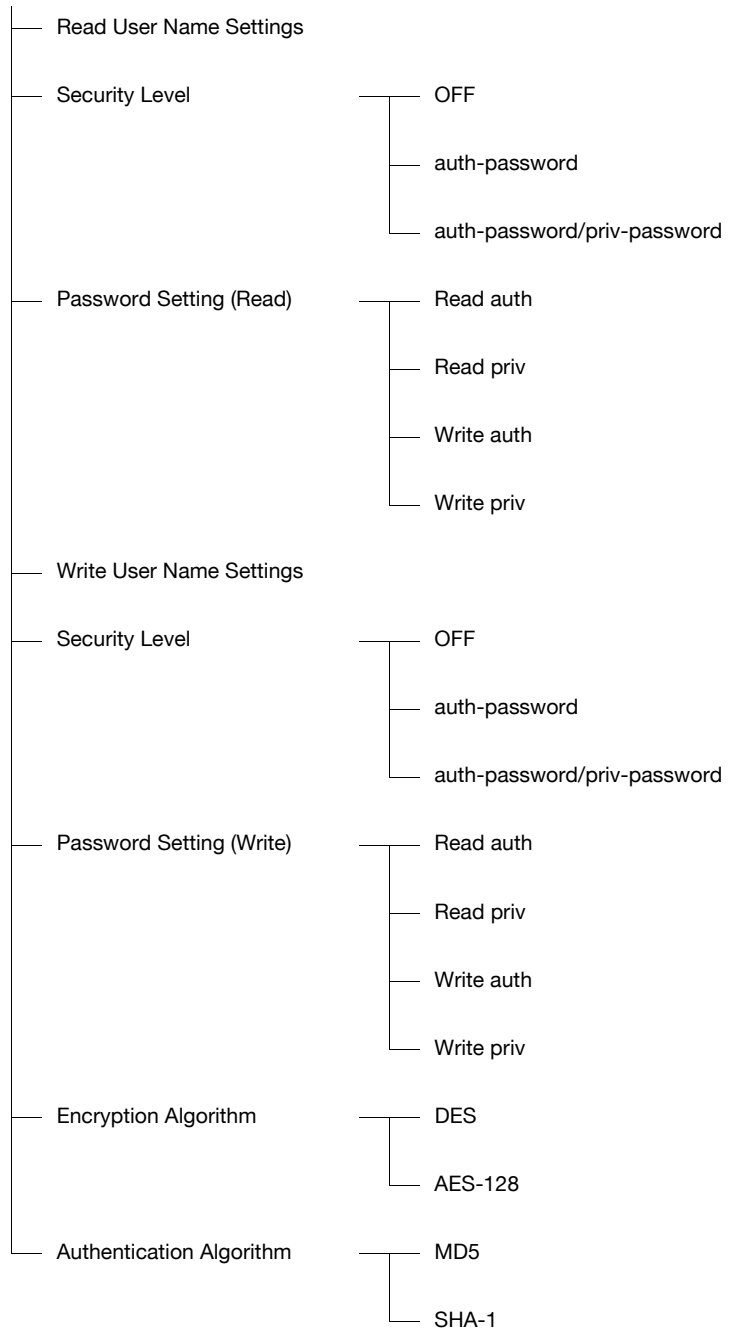 Read User Name Settings
Security Level
OFF
auth-password
auth-password/priv-password
Password Setting (Read)
Read auth
Read priv
Write auth
Write priv
Write User Name Settings
Security Level
OFF
auth-password
auth-password/priv-password
Password Setting (Write)
Read auth
Read priv
Write auth
Write priv
Encryption Algorithm
DES
AES-128
Authentication Algorithm
MD5
SHA-1